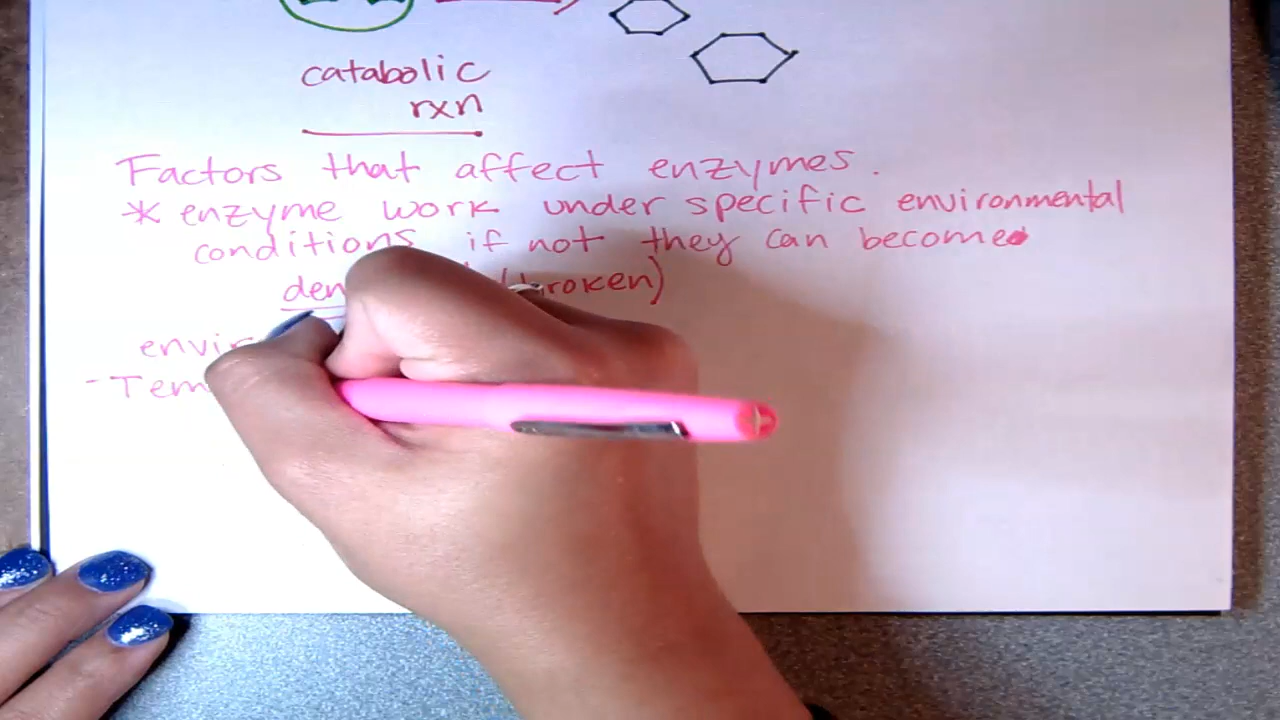 catabolic
rxn
Factors that affect enzymes.
* enzyme work under specific environmental
conditions if not they can become
(broken)